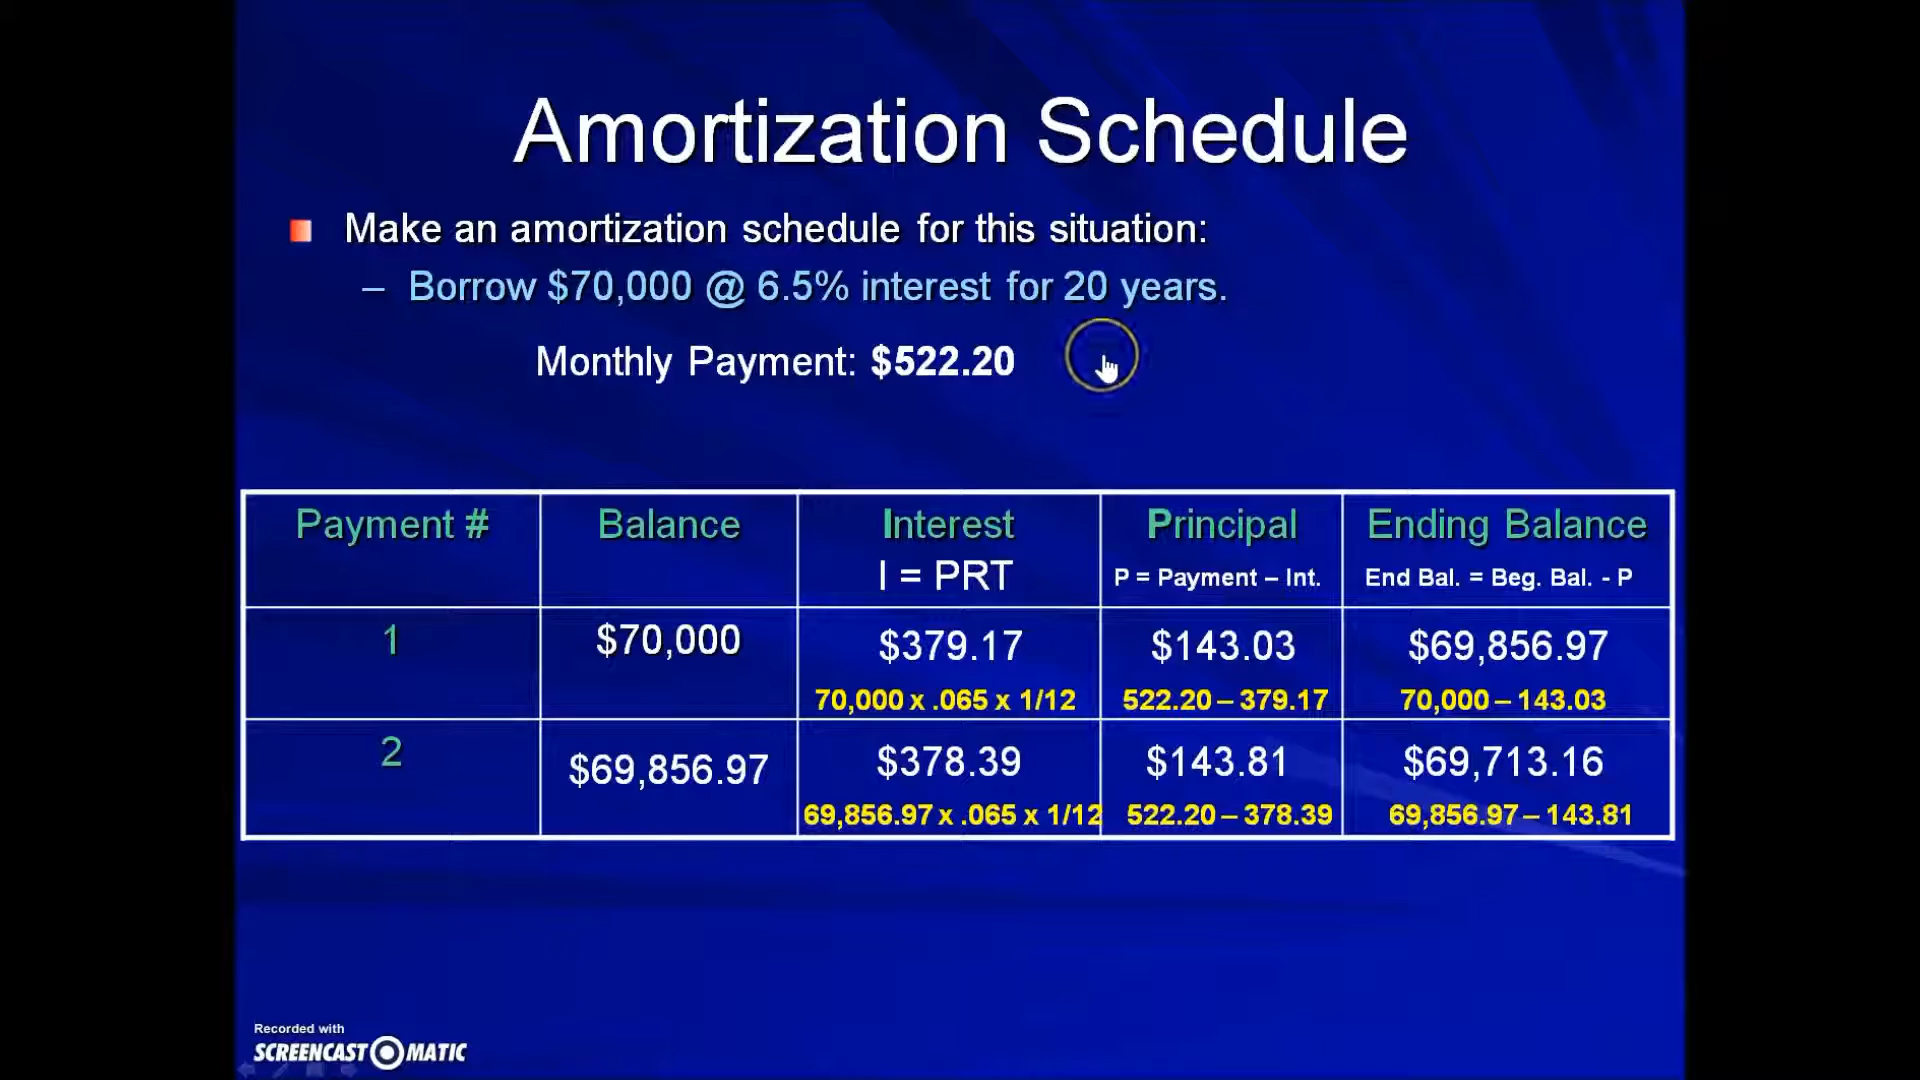 Amortization Schedule
Make an amortization schedule for this situation:
– Borrow $70,000 @ 6.5% interest for 20 years.
Monthly Payment: $522.20
Payment # Balance Interest Principal Ending Balance
I = PRT P = Payment – Int. End Bal. = Beg. Bal. - P
1 $70,000 $379.17 $143.03 $69,856.97
70,000 x .065 x 1/12 522.20 – 379.17 70,000 – 143.03
2 $69,856.97 $378.39 $143.81 $69,713.16
69,856.97 x .065 x 1/12 522.20 – 378.39 69,856.97 – 143.81
Recorded with
SCREENCAST MATIC